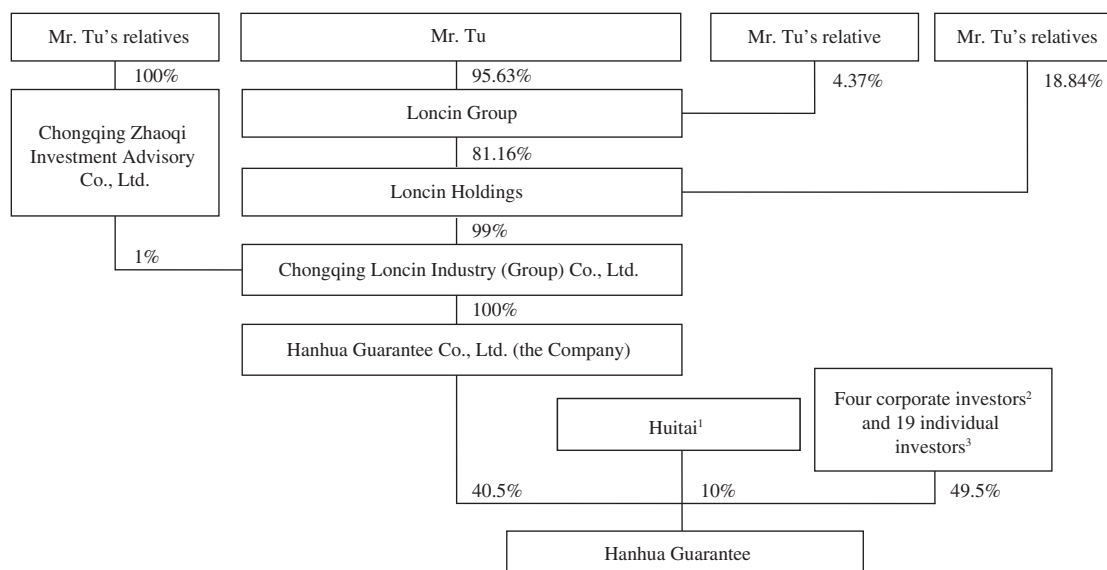 Mr. Tu’s relatives
Mr. Tu
Mr. Tu’s relative
Mr. Tu’s relatives
100%
95.63%
4.37%
18.84%
Chongqing Zhaoqi
Investment Advisory
Co., Ltd.
Loncin Group
81.16%
Loncin Holdings
99%
1%
Chongqing Loncin Industry (Group) Co., Ltd.
100%
Hanhua Guarantee Co., Ltd. (the Company)
Huitai¹
Four corporate investors²
and 19 individual
investors³
40.5%
10%
49.5%
Hanhua Guarantee